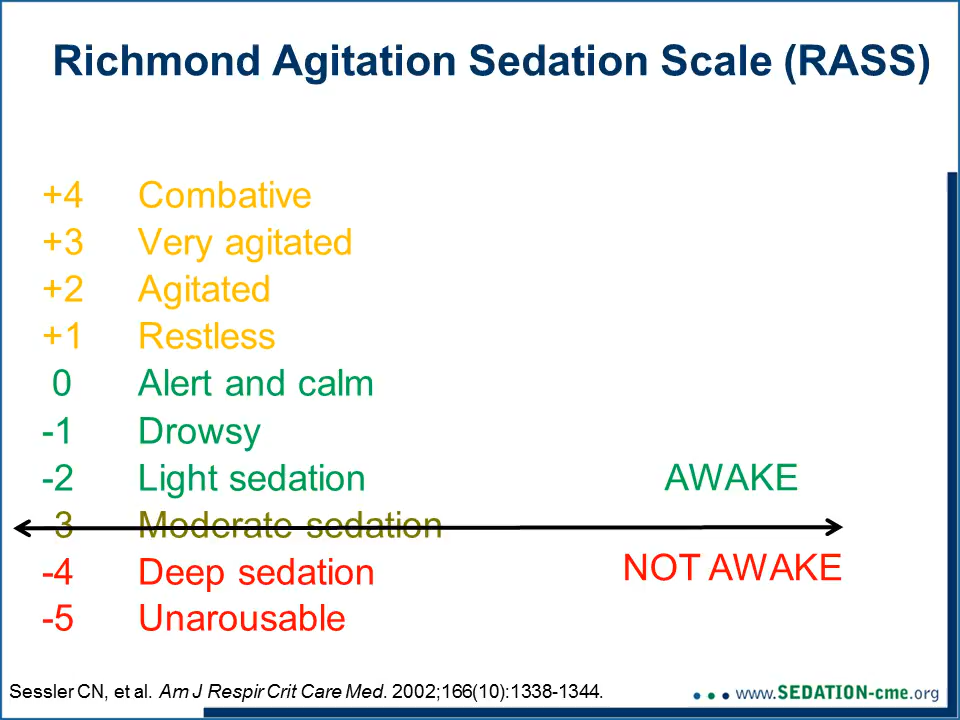 Richmond Agitation Sedation Scale (RASS)
+4 Combative
+3 Very agitated
+2 Agitated
+1 Restless
0 Alert and calm
-1 Drowsy
-2 Light sedation AWAKE
-3 Moderate sedation
-4 Deep sedation NOT AWAKE
-5 Unarousable
Sessler CN, et al. Am J Respir Crit Care Med. 2002;166(10):1338-1344.
www.SEDATION-cme.org